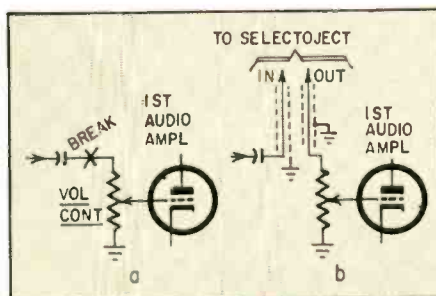 TO SELECTOJECT
IN
OUT
1ST
AUDIO
AMPL
BREAK
VOL
CONT
a
1ST
AUDIO
AMPL
b